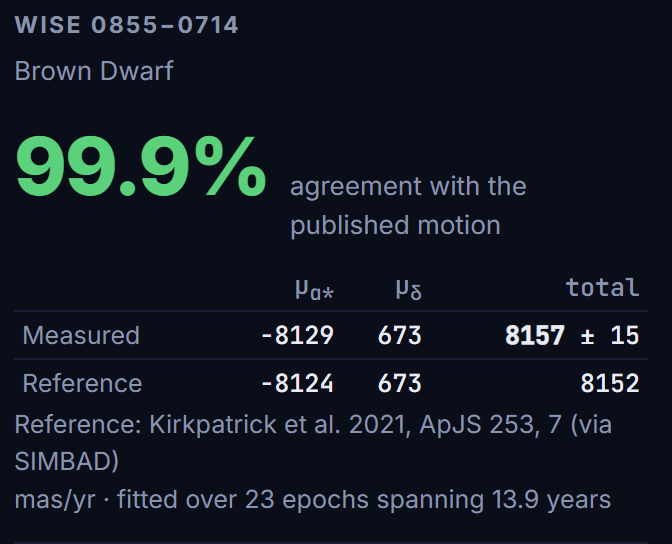 WISE 0855−0714
Brown Dwarf
99.9% agreement with the
published motion
μα* μδ total
Measured -8129 673 8157 ± 15
Reference -8124 673 8152
Reference: Kirkpatrick et al. 2021, ApJS 253, 7 (via
SIMBAD)
mas/yr · fitted over 23 epochs spanning 13.9 years